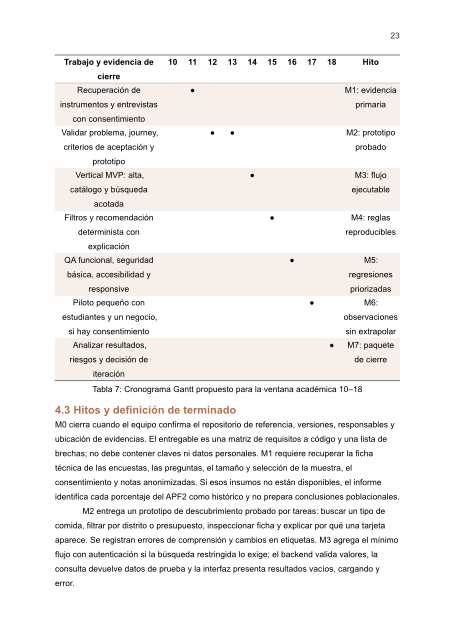 23
Trabajo y evidencia de 10 11 12 13 14 15 16 17 18 Hito
cierre
Recuperación de ● M1: evidencia
instrumentos y entrevistas primaria
con consentimiento
Validar problema, journey, ● ● M2: prototipo
criterios de aceptación y probado
prototipo
Vertical MVP: alta, ● M3: flujo
catálogo y búsqueda ejecutable
acotada
Filtros y recomendación ● M4: reglas
determinista con reproducibles
explicación
QA funcional, seguridad ● M5:
básica, accesibilidad y regresiones
responsive priorizadas
Piloto pequeño con ● M6:
estudiantes y un negocio, observaciones
si hay consentimiento sin extrapolar
Analizar resultados, ● M7: paquete
riesgos y decisión de de cierre
iteración
Tabla 7: Cronograma Gantt propuesto para la ventana académica 10–18
4.3 Hitos y definición de terminado
M0 cierra cuando el equipo confirma el repositorio de referencia, versiones, responsables y
ubicación de evidencias. El entregable es una matriz de requisitos a código y una lista de
brechas; no debe contener claves ni datos personales. M1 requiere recuperar la ficha
técnica de las encuestas, las preguntas, el tamaño y selección de la muestra, el
consentimiento y notas anonimizadas. Si esos insumos no están disponibles, el informe
identifica cada porcentaje del APF2 como histórico y no prepara conclusiones poblacionales.
M2 entrega un prototipo de descubrimiento probado por tareas: buscar un tipo de
comida, filtrar por distrito o presupuesto, inspeccionar ficha y explicar por qué una tarjeta
aparece. Se registran errores de comprensión y cambios en etiquetas. M3 agrega el mínimo
flujo con autenticación si la búsqueda restringida lo exige; el backend valida valores, la
consulta devuelve datos de prueba y la interfaz presenta resultados vacíos, cargando y
error.